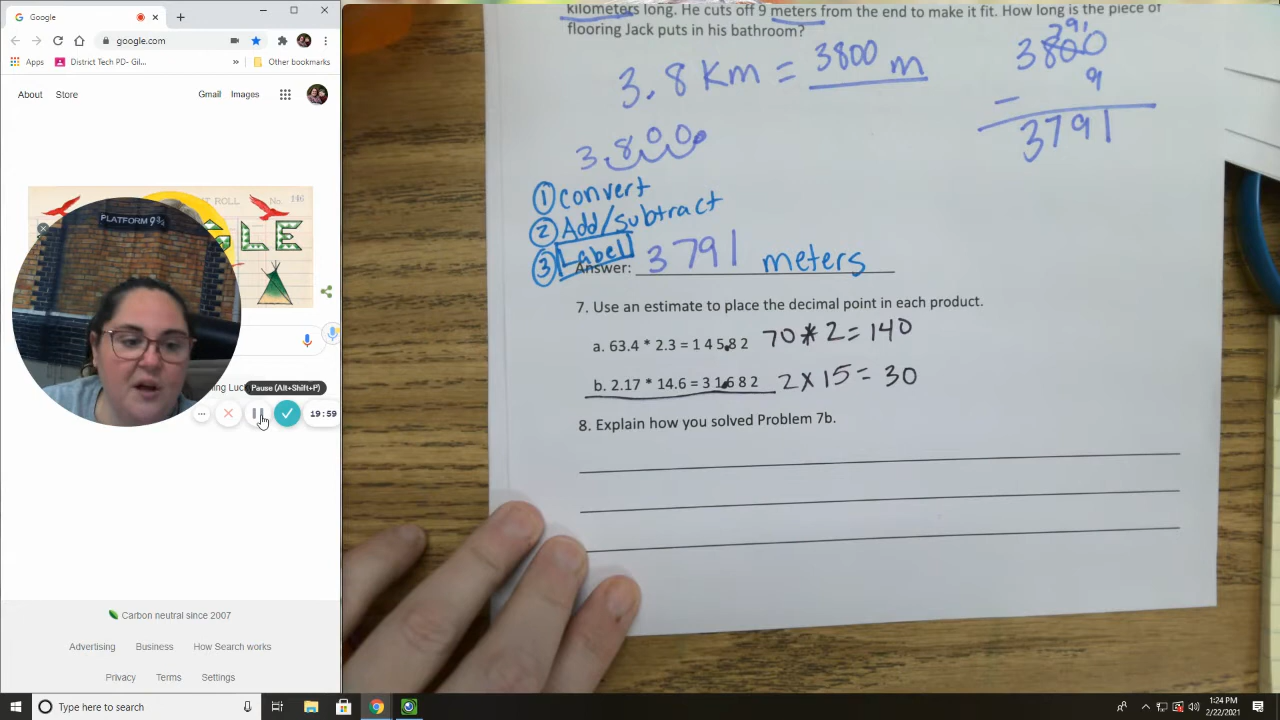 Google
google.com
Apps
District Tech PD- Gil...
»
Other bookmarks
About
Store
Gmail
Images
No. 146
PLATFORM 9¾
G L E
Pause (Alt+Shift+P)
19:59
Carbon neutral since 2007
Advertising
Business
How Search works
Privacy
Terms
Settings
kilometers long. He cuts off 9 meters from the end to make it fit. How long is the piece of
flooring Jack puts in his bathroom?
3.8 Km = 3800 m
3.800
791
3800
- 9
3791
① Convert
② Add/subtract
③ Label
Answer: 3791 meters
7. Use an estimate to place the decimal point in each product.
a. 63.4 * 2.3 = 1 4 5.8 2 70 * 2 = 140
b. 2.17 * 14.6 = 3 1.6 8 2 2 x 15 = 30
8. Explain how you solved Problem 7b.
Type here to search
1:24 PM
2/22/2021